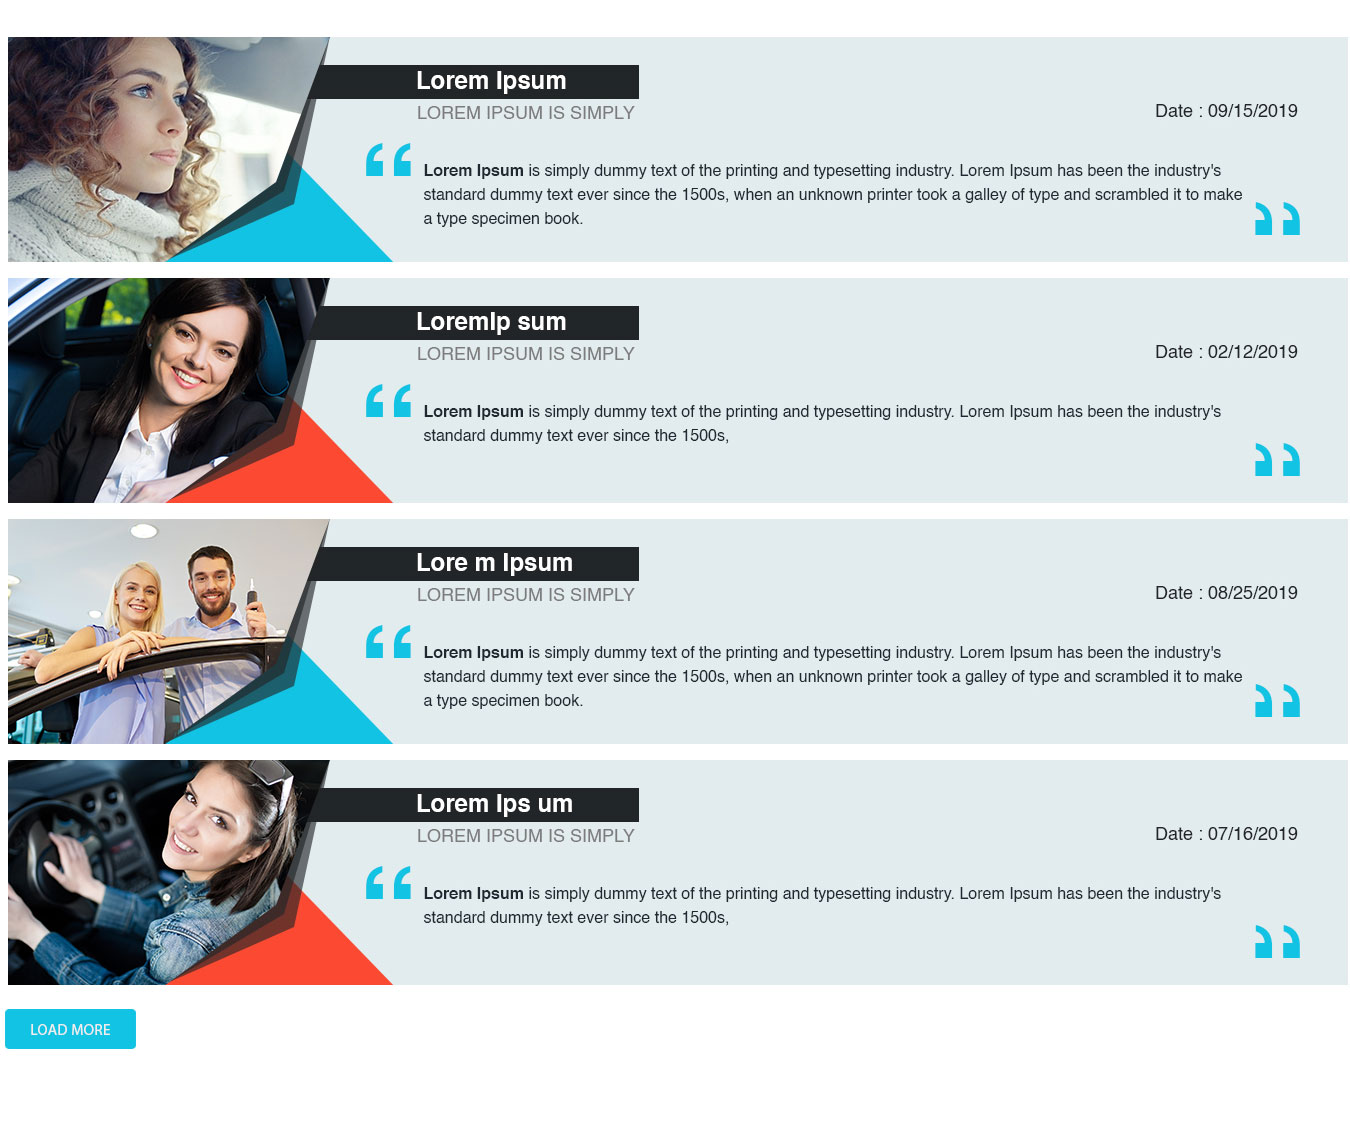 Lorem Ipsum
LOREM IPSUM IS SIMPLY
Date : 09/15/2019
Lorem Ipsum is simply dummy text of the printing and typesetting industry. Lorem Ipsum has been the industry's
standard dummy text ever since the 1500s, when an unknown printer took a galley of type and scrambled it to make
a type specimen book.
LoremIp sum
LOREM IPSUM IS SIMPLY
Date : 02/12/2019
Lorem Ipsum is simply dummy text of the printing and typesetting industry. Lorem Ipsum has been the industry's
standard dummy text ever since the 1500s,
Lore m Ipsum
LOREM IPSUM IS SIMPLY
Date : 08/25/2019
Lorem Ipsum is simply dummy text of the printing and typesetting industry. Lorem Ipsum has been the industry's
standard dummy text ever since the 1500s, when an unknown printer took a galley of type and scrambled it to make
a type specimen book.
Lorem Ips um
LOREM IPSUM IS SIMPLY
Date : 07/16/2019
Lorem Ipsum is simply dummy text of the printing and typesetting industry. Lorem Ipsum has been the industry's
standard dummy text ever since the 1500s,
LOAD MORE